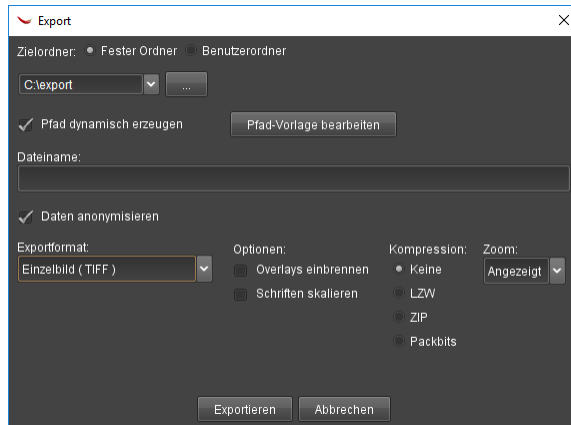 Export
Zielordner: Fester Ordner Benutzerordner
C:\export ...
Pfad dynamisch erzeugen Pfad-Vorlage bearbeiten
Dateiname:
Daten anonymisieren
Exportformat: Optionen: Kompression: Zoom:
Einzelbild ( TIFF ) Overlays einbrennen Keine Angezeigt
Schriften skalieren LZW
ZIP
Packbits
Exportieren Abbrechen